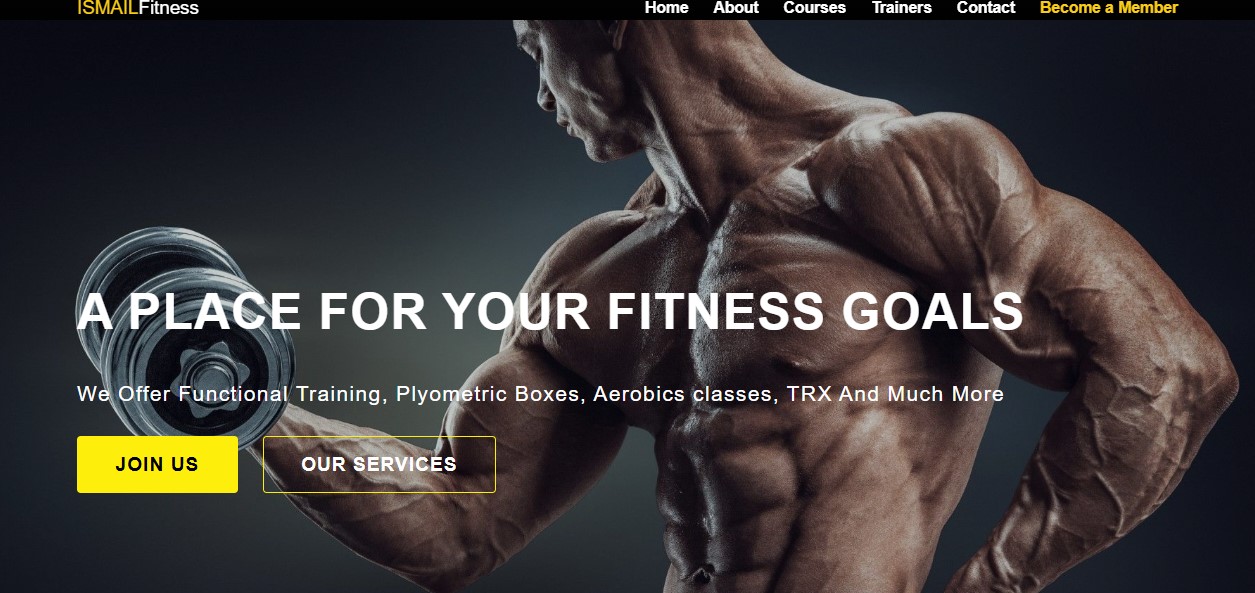 ISMAILFitness Home About Courses Trainers Contact Become a Member
A PLACE FOR YOUR FITNESS GOALS
We Offer Functional Training, Plyometric Boxes, Aerobics classes, TRX And Much More
JOIN US OUR SERVICES